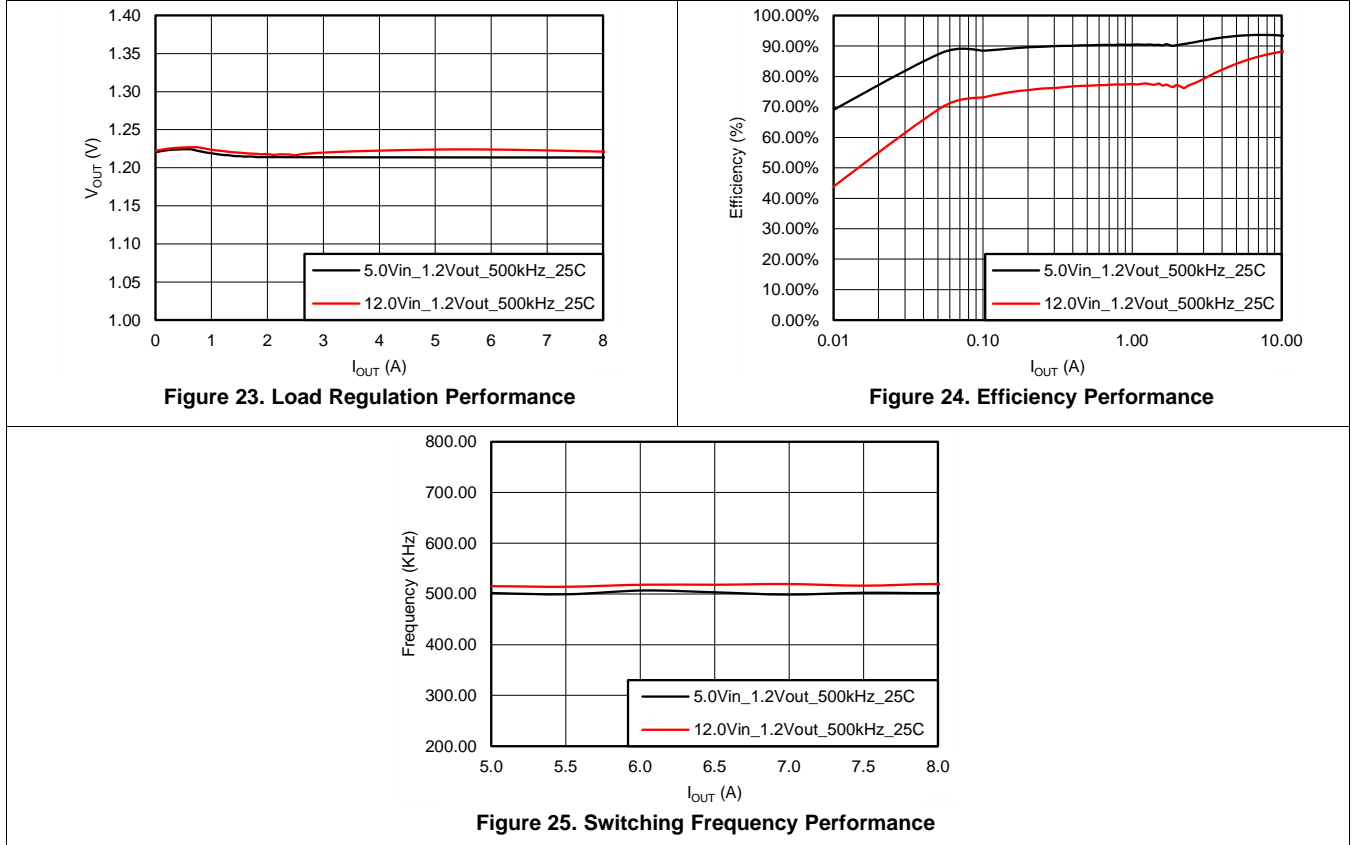 1.40
1.35
1.30
1.25
1.20
1.15
1.10
1.05
1.00
V_OUT (V)
5.0Vin_1.2Vout_500kHz_25C
12.0Vin_1.2Vout_500kHz_25C
0 1 2 3 4 5 6 7 8
I_OUT (A)
Figure 23. Load Regulation Performance
100.00%
90.00%
80.00%
70.00%
60.00%
50.00%
40.00%
30.00%
20.00%
10.00%
0.00%
Efficiency (%)
5.0Vin_1.2Vout_500kHz_25C
12.0Vin_1.2Vout_500kHz_25C
0.01 0.10 1.00 10.00
I_OUT (A)
Figure 24. Efficiency Performance
800.00
700.00
600.00
500.00
400.00
300.00
200.00
Frequency (KHz)
5.0Vin_1.2Vout_500kHz_25C
12.0Vin_1.2Vout_500kHz_25C
5.0 5.5 6.0 6.5 7.0 7.5 8.0
I_OUT (A)
Figure 25. Switching Frequency Performance